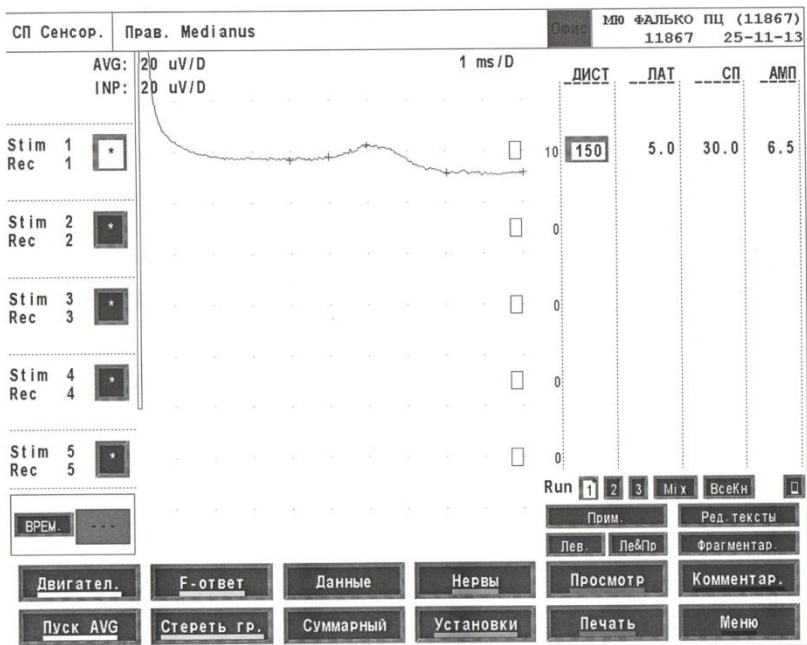 СП Сенсор. Прав. Medianus Офис МЮ ФАЛЬКО ПЦ (11867)
11867 25-11-13
AVG: 20 uV/D 1 ms/D
INP: 20 uV/D
ДИСТ ЛАТ СП АМП
Stim 1 *
Rec 1
10 150 5.0 30.0 6.5
Stim 2 *
Rec 2
0
Stim 3 *
Rec 3
0
Stim 4 *
Rec 4
0
Stim 5 *
Rec 5
0
Run 1 2 3 Mix ВсеКн
ВРЕМ. ---
Прим. Ред.тексты
Лев. Ле&Пр Фрагментар.
Двигател. F-ответ Данные Нервы Просмотр Комментар.
Пуск AVG Стереть гр. Суммарный Установки Печать Меню